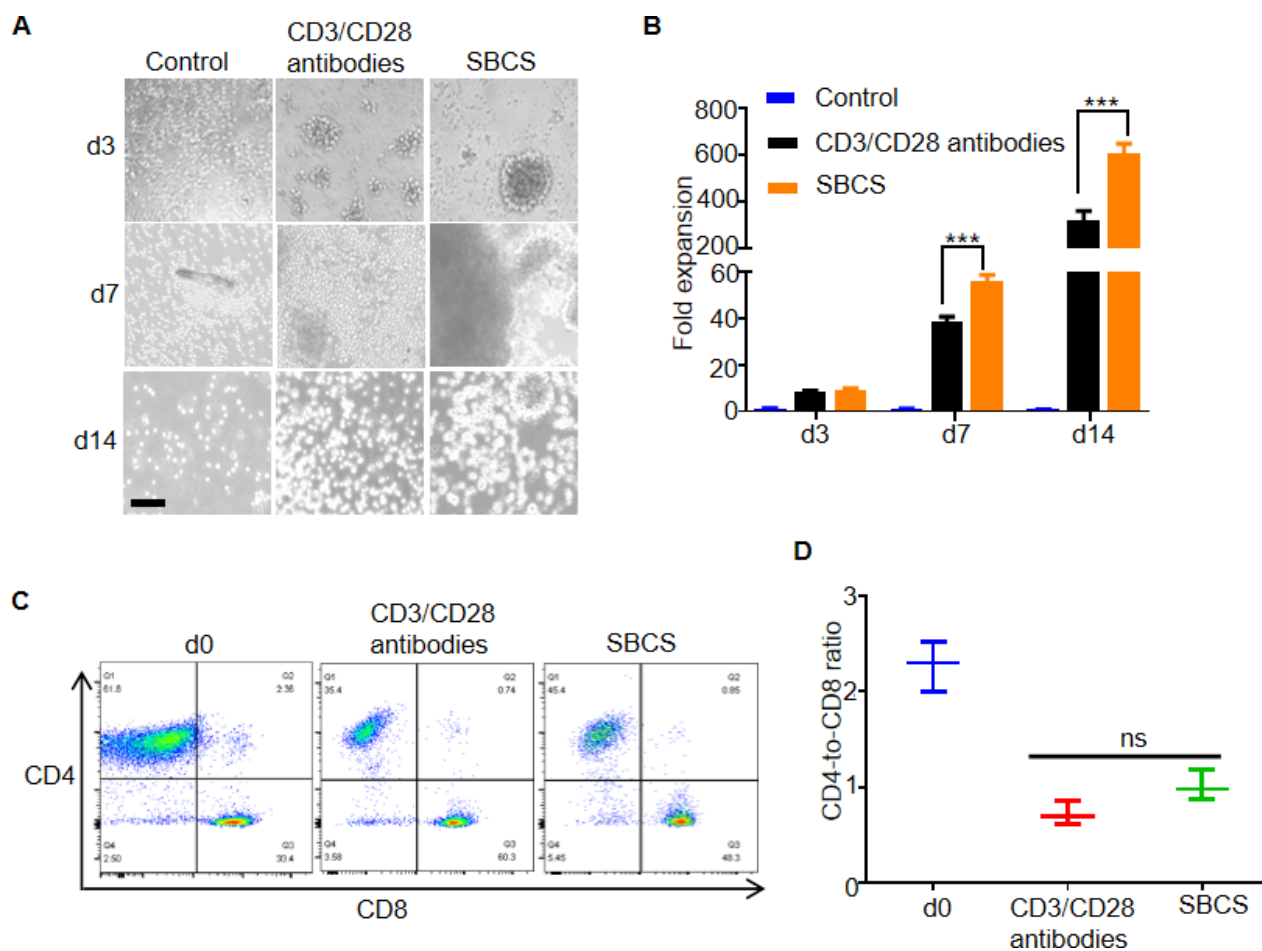 A
Control
CD3/CD28
antibodies
SBCS
d3
d7
d14
B
Fold expansion
800
600
400
200
60
40
20
0
Control
CD3/CD28 antibodies
SBCS
***
***
d3
d7
d14
C
d0
CD3/CD28
antibodies
SBCS
CD4
Q1
61.8
Q2
2.36
Q4
2.50
Q3
33.4
Q1
35.4
Q2
0.74
Q4
3.58
Q3
60.3
Q1
45.4
Q2
0.85
Q4
5.45
Q3
48.3
CD8
D
CD4-to-CD8 ratio
3
2
1
0
ns
d0
CD3/CD28
antibodies
SBCS